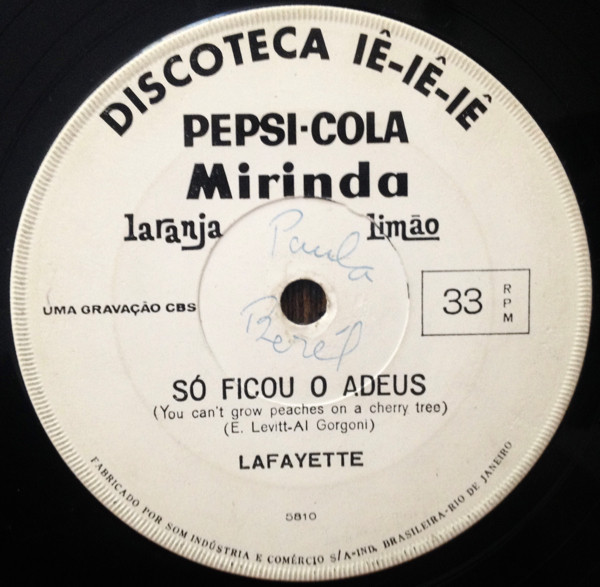 DISCOTECA IÊ-IÊ-IÊ
PEPSI-COLA
Mirinda
laranja limão
Paula
UMA GRAVAÇÃO CBS
33 RPM
SÓ FICOU O ADEUS
(You can't grow peaches on a cherry tree)
(E. Levitt-Al Gorgoni)
LAFAYETTE
5810
FABRICADO POR SOM INDÚSTRIA E COMÉRCIO S/A-IND. BRASILEIRA-RIO DE JANEIRO